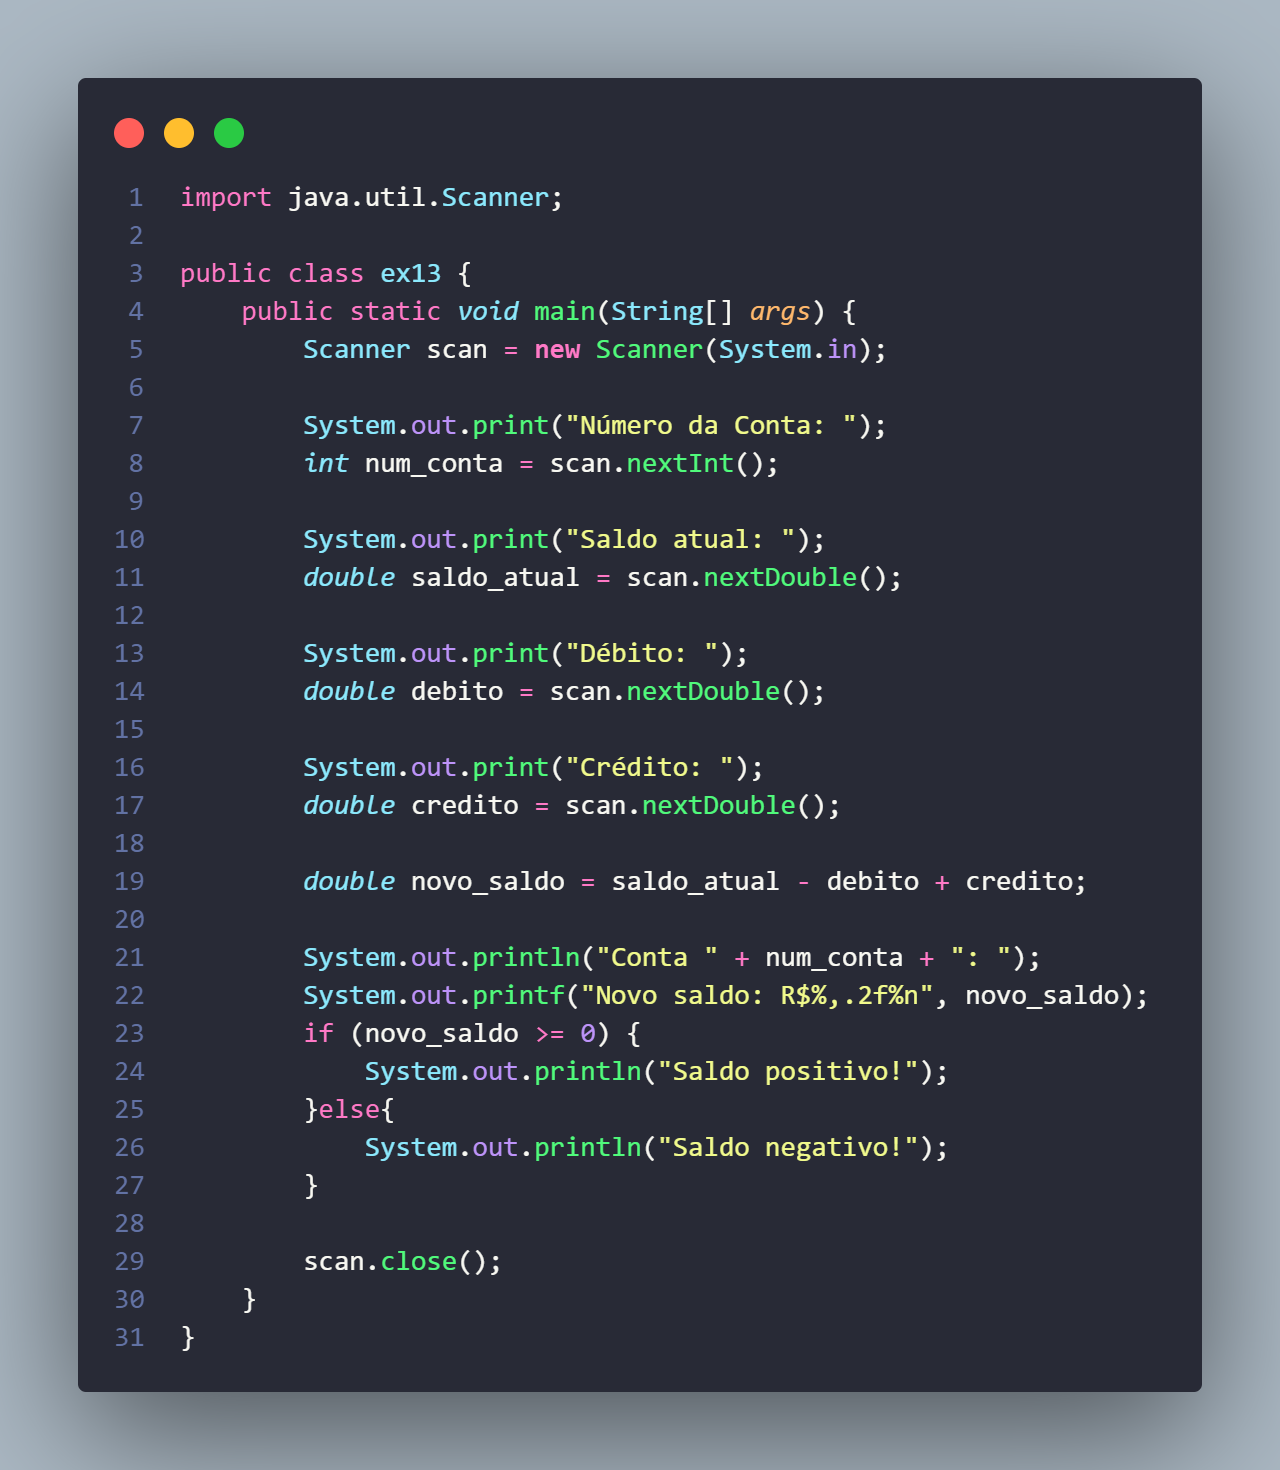 1 import java.util.Scanner;
2
3 public class ex13 {
4     public static void main(String[] args) {
5         Scanner scan = new Scanner(System.in);
6
7         System.out.print("Número da Conta: ");
8         int num_conta = scan.nextInt();
9
10         System.out.print("Saldo atual: ");
11         double saldo_atual = scan.nextDouble();
12
13         System.out.print("Débito: ");
14         double debito = scan.nextDouble();
15
16         System.out.print("Crédito: ");
17         double credito = scan.nextDouble();
18
19         double novo_saldo = saldo_atual - debito + credito;
20
21         System.out.println("Conta " + num_conta + ": ");
22         System.out.printf("Novo saldo: R$%,.2f%n", novo_saldo);
23         if (novo_saldo >= 0) {
24             System.out.println("Saldo positivo!");
25         }else{
26             System.out.println("Saldo negativo!");
27         }
28
29         scan.close();
30     }
31 }